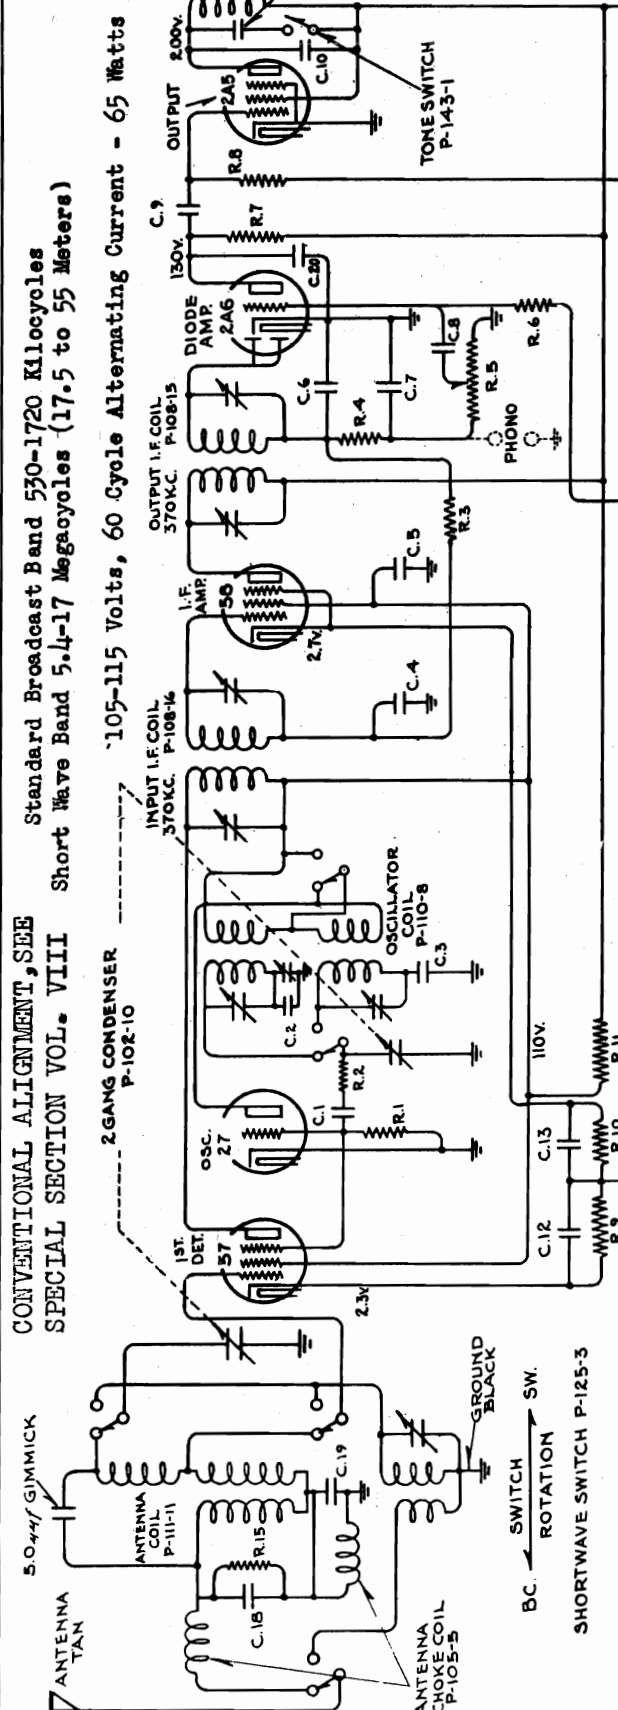 CONVENTIONAL ALIGNMENT, SEE
SPECIAL SECTION VOL. VIII
Standard Broadcast Band 530-1720 Kilocycles
Short Wave Band 5.4-17 Megacycles (17.5 to 55 Meters)
105-115 Volts, 60 Cycle Alternating Current - 65 Watts
ANTENNA
TAN
5.0μμf GIMMICK
ANTENNA
COIL
P-111-11
C.18
R.15
C.19
ANTENNA
CHOKE COIL
P-105-5
GROUND
BLACK
BC.
SW.
SWITCH
ROTATION
SHORTWAVE SWITCH P-125-3
2 GANG CONDENSER
P-102-10
1ST.
DET.
57
2.3V.
OSC.
27
C.1
R.1
R.2
C.2
C.3
OSCILLATOR
COIL
P-110-8
C.12
C.13
R.9
R.10
R.11
110V.
INPUT I.F. COIL
P-108-14
370 KC.
C.4
I.F.
AMP.
58
2.7V.
C.5
R.3
OUTPUT I.F. COIL
P-108-15
370 KC.
DIODE
AMP.
2A6
C.6
R.4
C.7
C.8
R.5
PHONO
R.6
130V.
C.20
R.7
C.9
R.8
OUTPUT
2A5
200V.
C.10
TONE SWITCH
P-143-1